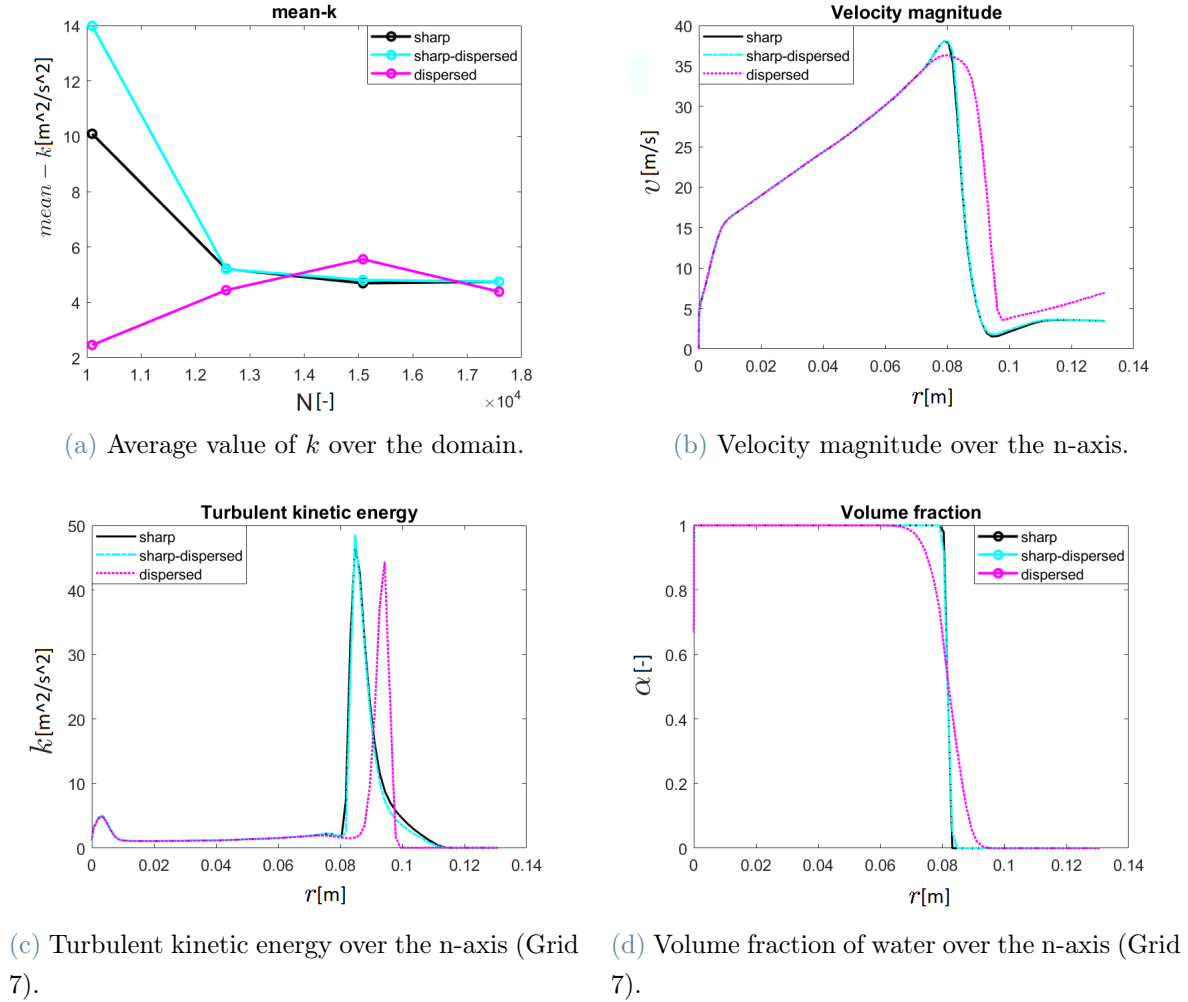 mean-k
sharp
sharp-dispersed
dispersed
mean − k[m^2/s^2]
14
12
10
8
6
4
2
1
1.1
1.2
1.3
1.4
1.5
1.6
1.7
1.8
×10⁴
N[-]
(a) Average value of k over the domain.
Velocity magnitude
sharp
sharp-dispersed
dispersed
v[m/s]
40
35
30
25
20
15
10
5
0
0
0.02
0.04
0.06
0.08
0.1
0.12
0.14
r[m]
(b) Velocity magnitude over the n-axis.
Turbulent kinetic energy
sharp
sharp-dispersed
dispersed
k[m^2/s^2]
50
40
30
20
10
0
0
0.02
0.04
0.06
0.08
0.1
0.12
0.14
r[m]
(c) Turbulent kinetic energy over the n-axis (Grid
7).
Volume fraction
sharp
sharp-dispersed
dispersed
α[-]
1
0.8
0.6
0.4
0.2
0
0
0.02
0.04
0.06
0.08
0.1
0.12
0.14
r[m]
(d) Volume fraction of water over the n-axis (Grid
7).